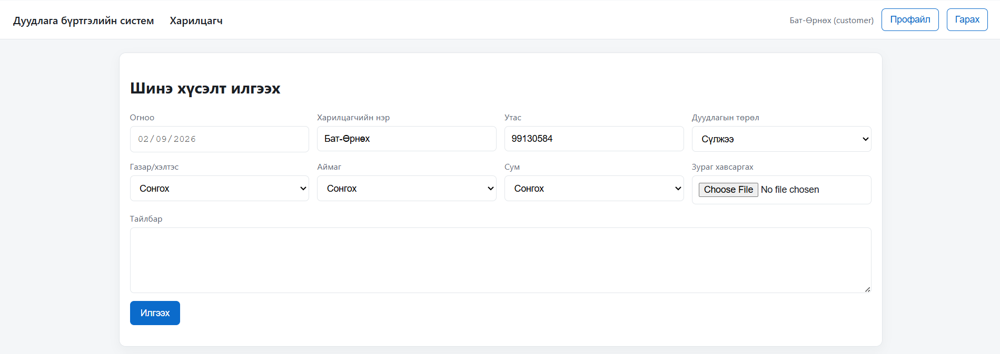 Дуудлага бүртгэлийн систем Харилцагч Бат-Өрнөх (customer) Профайл Гарах
Шинэ хүсэлт илгээх
Огноо Харилцагчийн нэр Утас Дуудлагын төрөл
02/09/2026 Бат-Өрнөх 99130584 Сүлжээ
Газар/хэлтэс Аймаг Сум Зураг хавсаргах
Сонгох Сонгох Сонгох Choose File No file chosen
Тайлбар
Илгээх